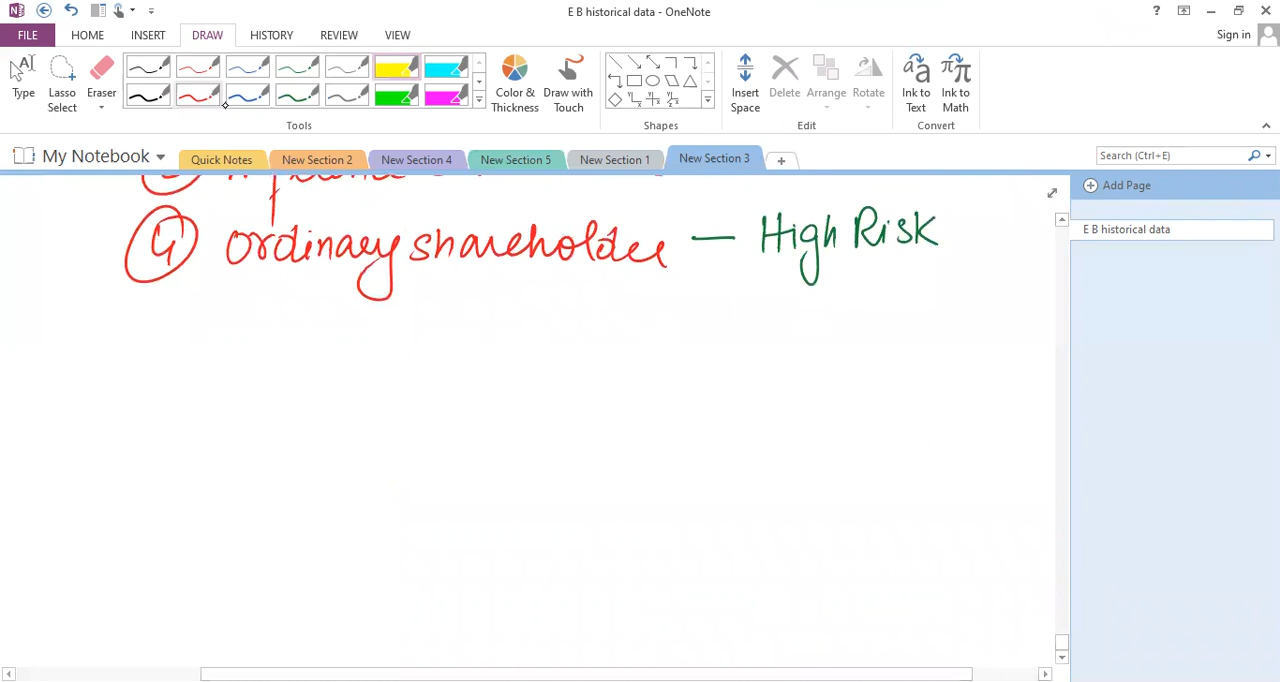 E B historical data - OneNote
?
Sign in
FILE HOME INSERT DRAW HISTORY REVIEW VIEW
Type
Lasso Select
Eraser
Color & Thickness
Draw with Touch
Insert Space
Delete
Arrange
Rotate
Ink to Text
Ink to Math
Tools
Shapes
Edit
Convert
My Notebook
Quick Notes
New Section 2
New Section 4
New Section 5
New Section 1
New Section 3
Search (Ctrl+E)
Add Page
E B historical data
4 ordinary shareholder — High Risk